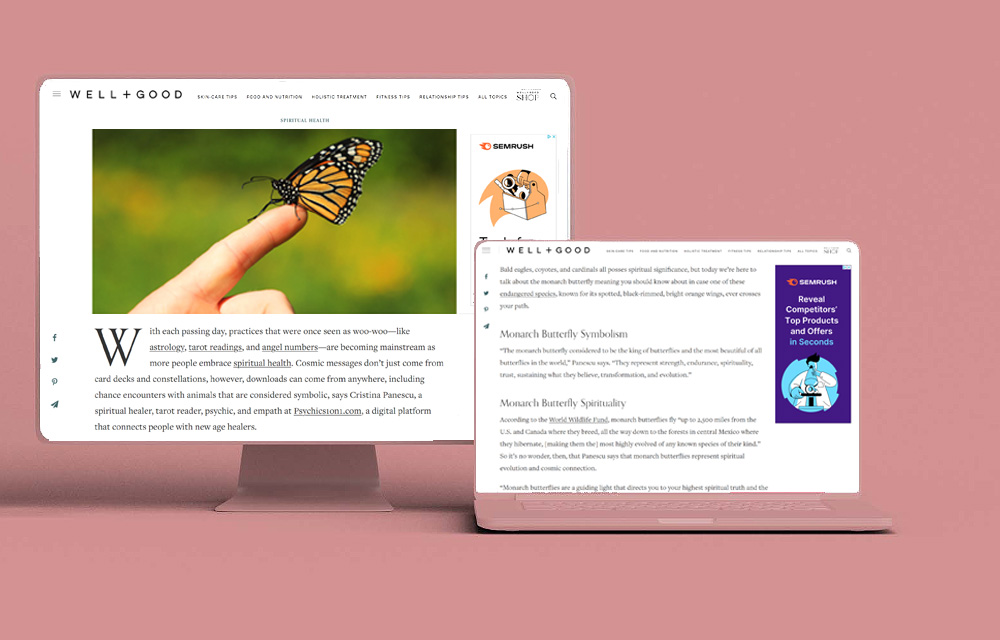 WELL+GOOD
SKIN-CARE TIPS FOOD AND NUTRITION HOLISTIC TREATMENT FITNESS TIPS RELATIONSHIP TIPS ALL TOPICS SHOP
SPIRITUAL HEALTH
SEMRUSH
With each passing day, practices that were once seen as woo-woo—like
astrology, tarot readings, and angel numbers—are becoming mainstream as
more people embrace spiritual health. Cosmic messages don't just come from
card decks and constellations, however, downloads can come from anywhere, including
chance encounters with animals that are considered symbolic, says Cristina Panescu, a
spiritual healer, tarot reader, psychic, and empath at Psychics1on1.com, a digital platform
that connects people with new age healers.
WELL+GOOD
SKIN-CARE TIPS FOOD AND NUTRITION HOLISTIC TREATMENT FITNESS TIPS RELATIONSHIP TIPS ALL TOPICS SHOP
Bald eagles, coyotes, and cardinals all posses spiritual significance, but today we're here to
talk about the monarch butterfly meaning you should know about in case one of these
endangered species, known for its spotted, black-rimmed, bright orange wings, ever crosses
your path.
Monarch Butterfly Symbolism
"The monarch butterfly considered to be the king of butterflies and the most beautiful of all
butterflies in the world," Panescu says. "They represent strength, endurance, spirituality,
trust, sustaining what they believe, transformation, and evolution."
Monarch Butterfly Spirituality
According to the World Wildlife Fund, monarch butterflies fly "up to 2,500 miles from the
U.S. and Canada where they breed, all the way down to the forests in central Mexico where
they hibernate, [making them the] most highly evolved of any known species of their kind."
So it's no wonder, then, that Panescu says that monarch butterflies represent spiritual
evolution and cosmic connection.
"Monarch butterflies are a guiding light that directs you to your highest spiritual truth and the
SEMRUSH
Reveal
Competitors'
Top Products
and Offers
in Seconds